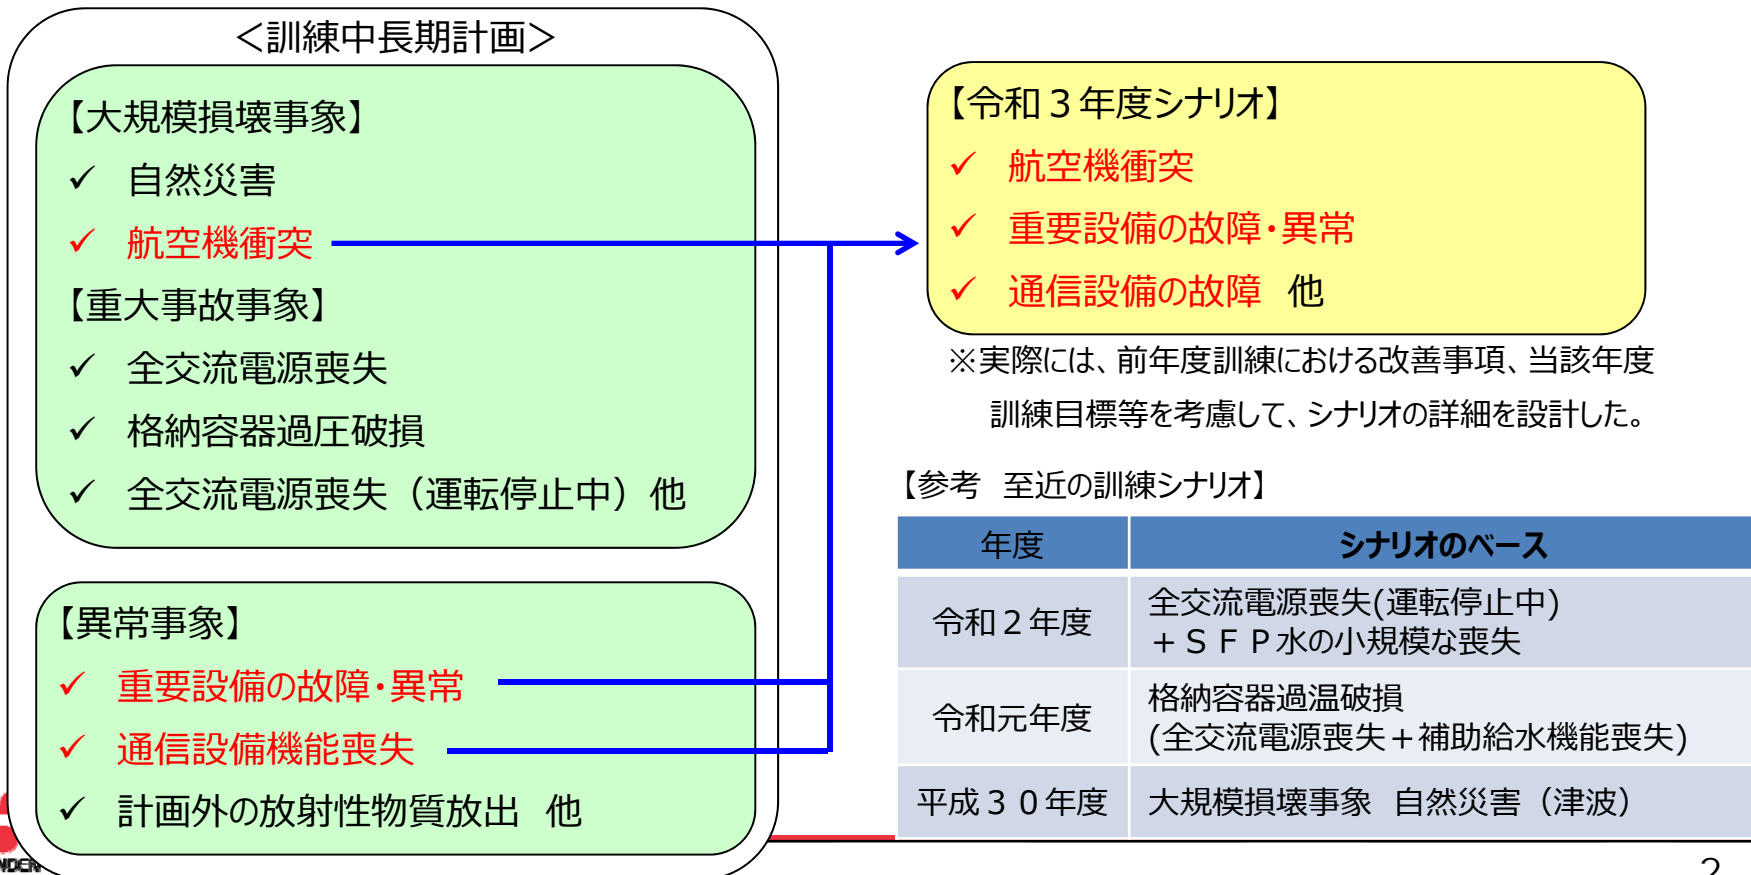 ＜訓練中長期計画＞
【大規模損壊事象】
✓ 自然災害
✓ 航空機衝突
【重大事故事象】
✓ 全交流電源喪失
✓ 格納容器過圧破損
✓ 全交流電源喪失（運転停止中）他
【異常事象】
✓ 重要設備の故障・異常
✓ 通信設備機能喪失
✓ 計画外の放射性物質放出　他
【令和３年度シナリオ】
✓ 航空機衝突
✓ 重要設備の故障・異常
✓ 通信設備の故障　他
※実際には、前年度訓練における改善事項、当該年度
訓練目標等を考慮して、シナリオの詳細を設計した。
【参考　至近の訓練シナリオ】
年度　シナリオのベース
令和２年度　全交流電源喪失(運転停止中)
＋ＳＦＰ水の小規模な喪失
令和元年度　格納容器過温破損
(全交流電源喪失＋補助給水機能喪失)
平成３０年度　大規模損壊事象　自然災害（津波）
2